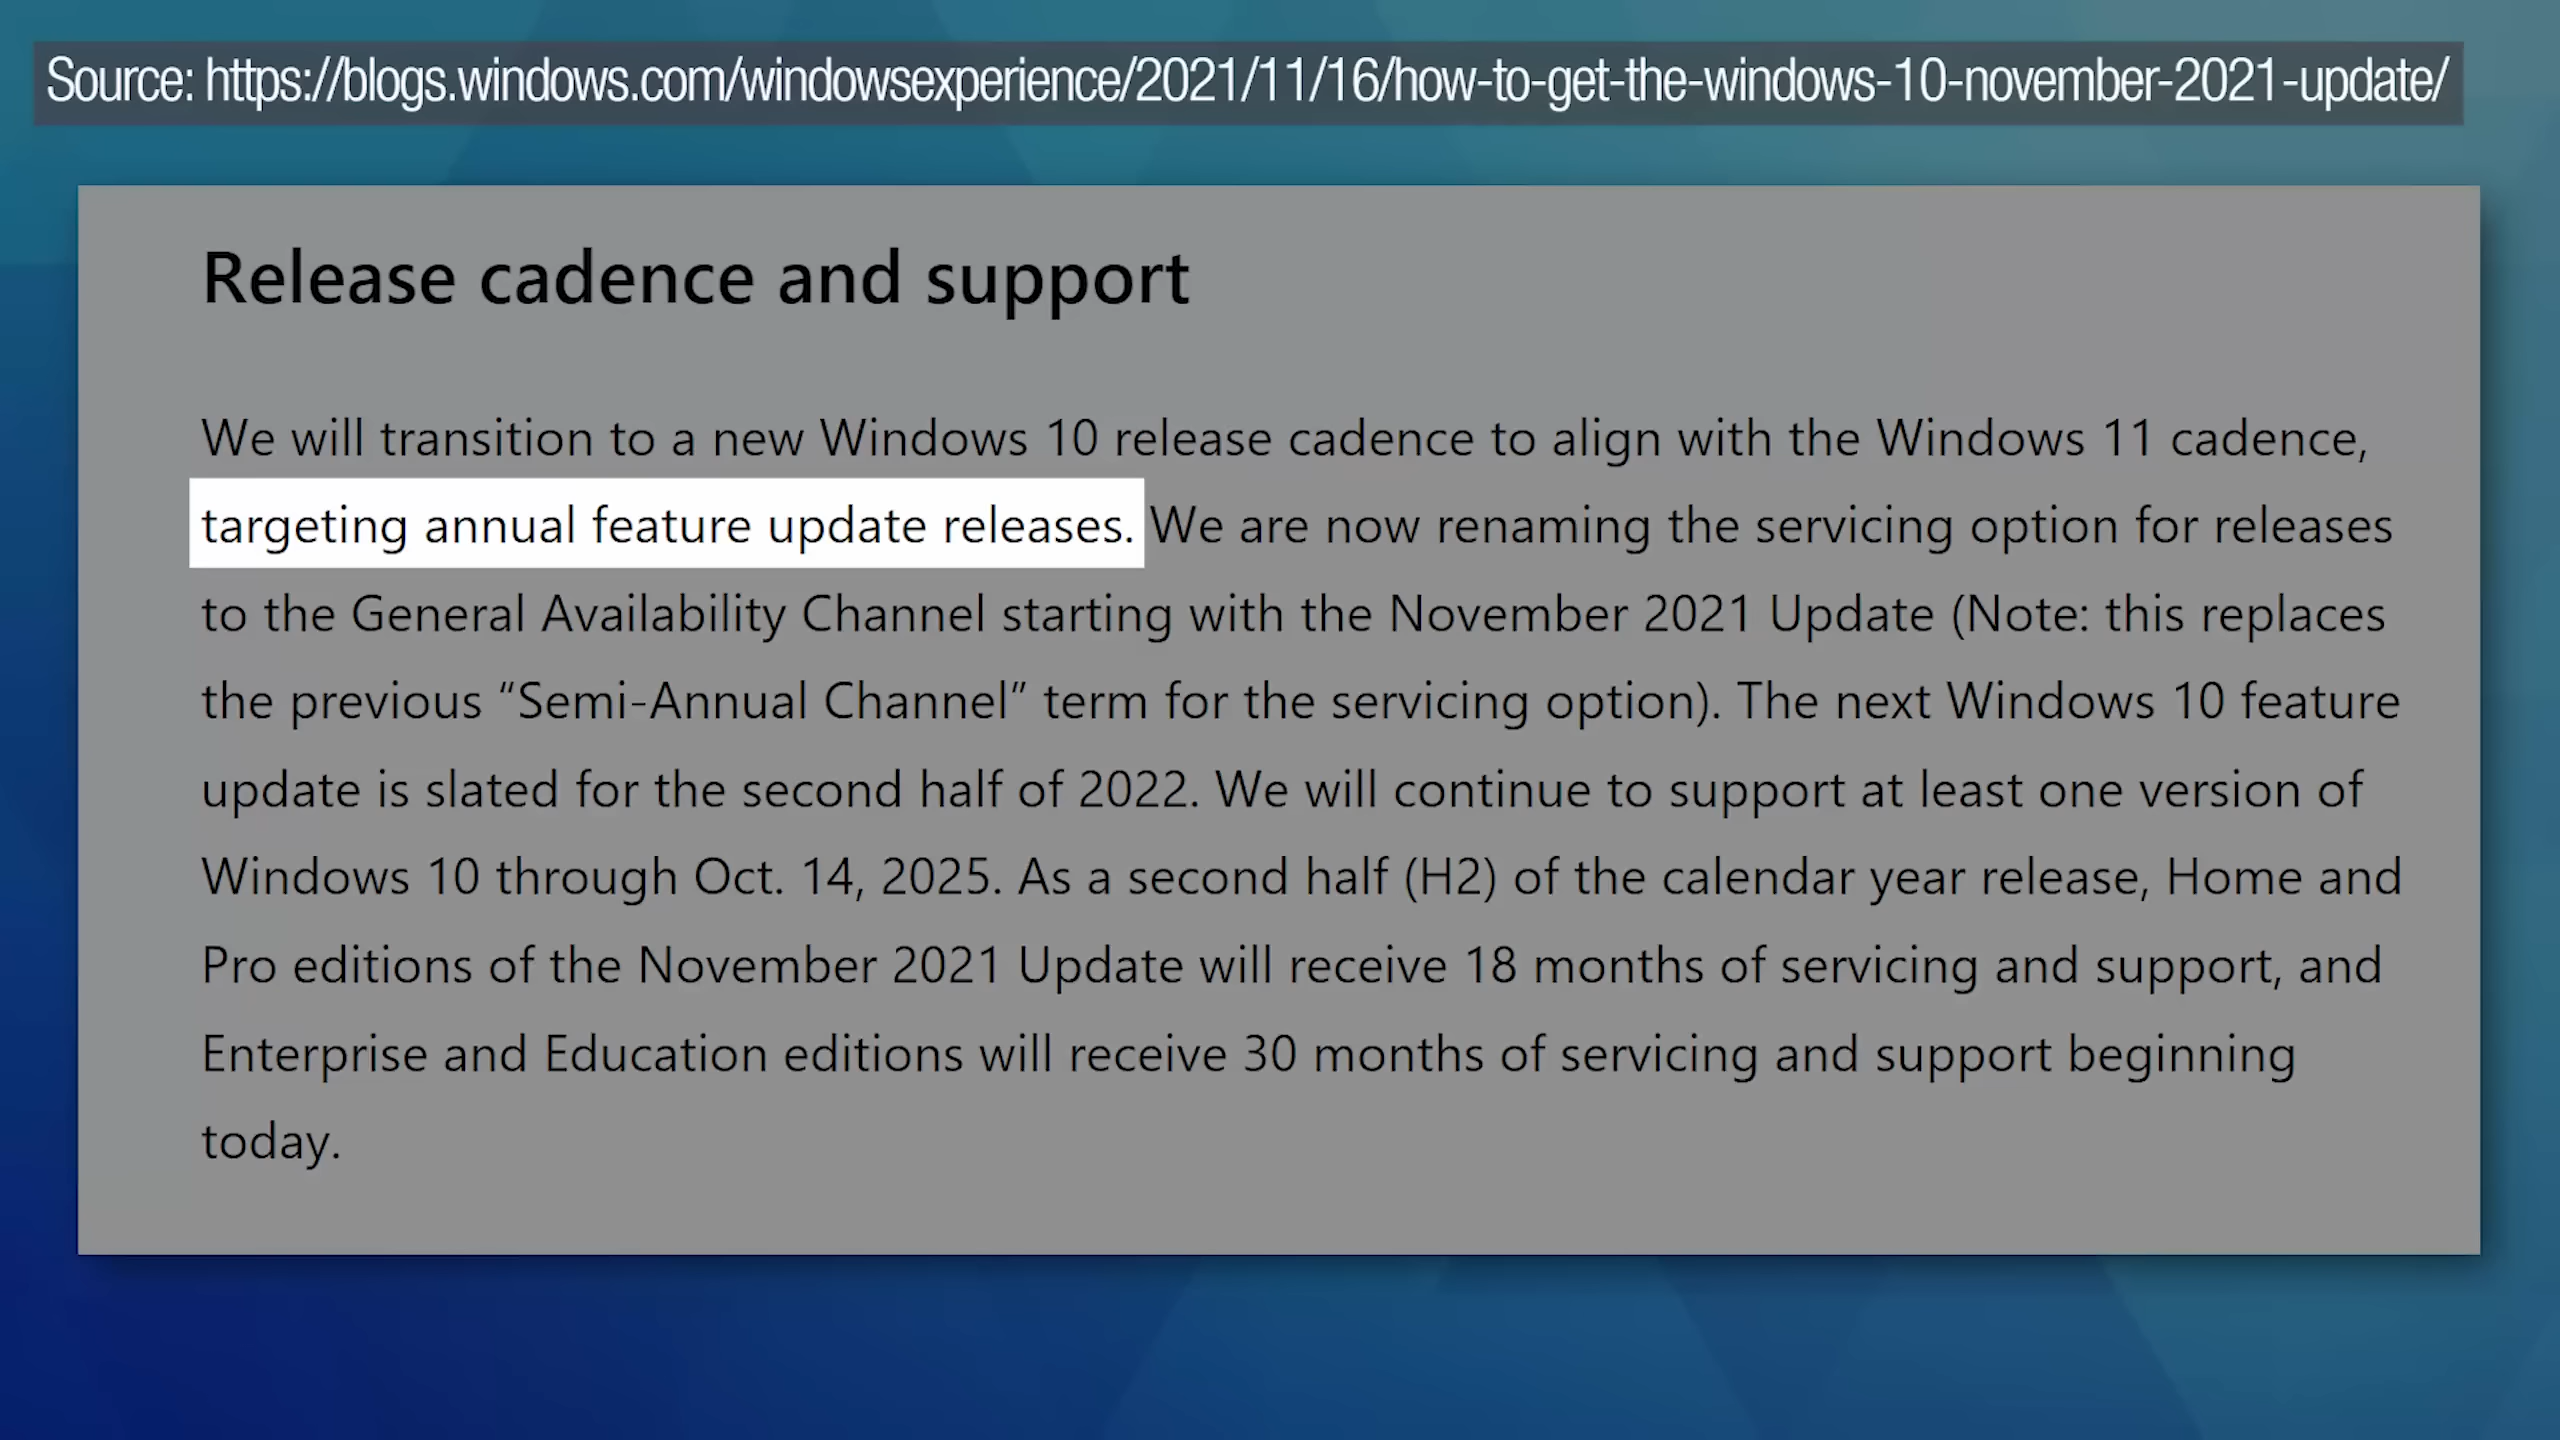 Source: https://blogs.windows.com/windowsexperience/2021/11/16/how-to-get-the-windows-10-november-2021-update/
Release cadence and support
We will transition to a new Windows 10 release cadence to align with the Windows 11 cadence,
targeting annual feature update releases. We are now renaming the servicing option for releases
to the General Availability Channel starting with the November 2021 Update (Note: this replaces
the previous “Semi-Annual Channel” term for the servicing option). The next Windows 10 feature
update is slated for the second half of 2022. We will continue to support at least one version of
Windows 10 through Oct. 14, 2025. As a second half (H2) of the calendar year release, Home and
Pro editions of the November 2021 Update will receive 18 months of servicing and support, and
Enterprise and Education editions will receive 30 months of servicing and support beginning
today.